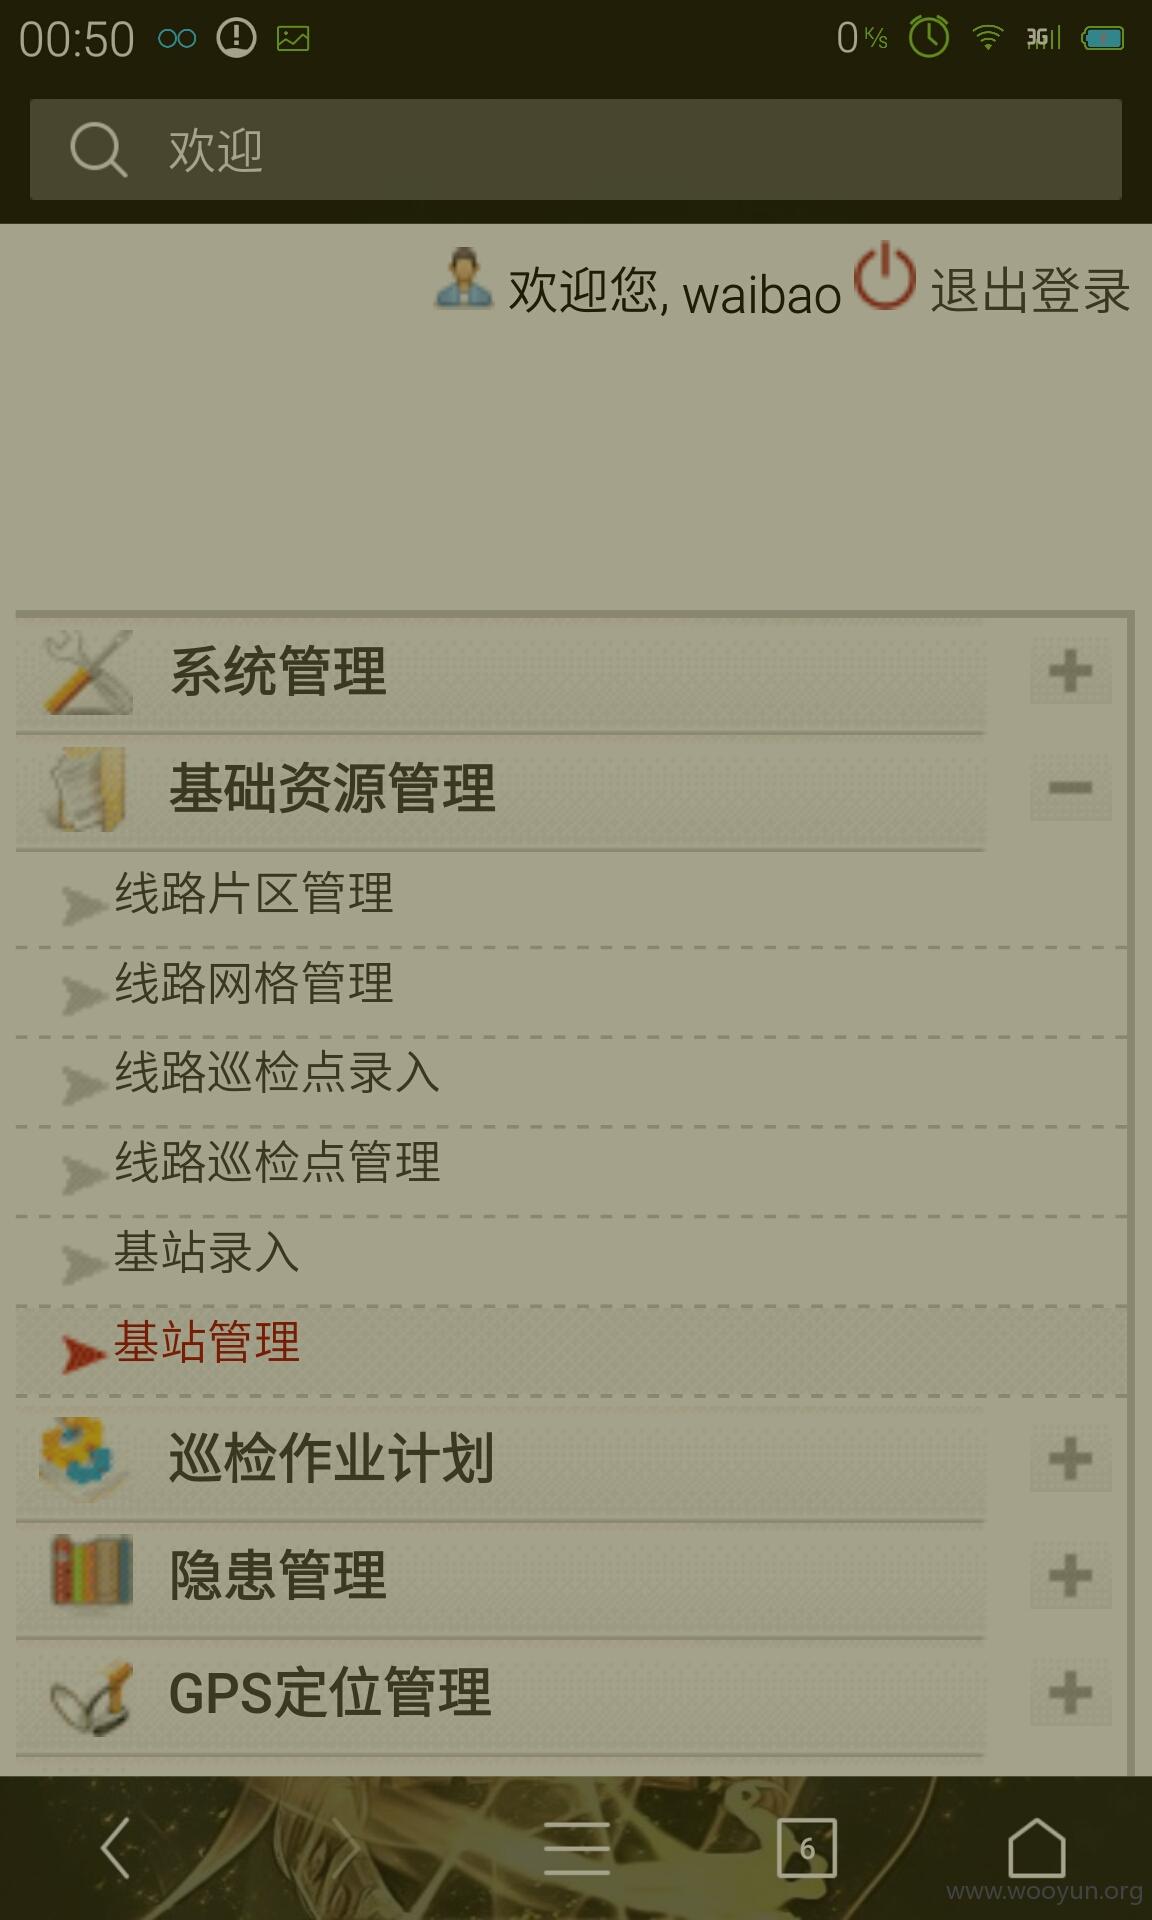 00:50 0 K/s 3G
欢迎
欢迎您, waibao 退出登录
系统管理
基础资源管理
线路片区管理
线路网格管理
线路巡检点录入
线路巡检点管理
基站录入
基站管理
巡检作业计划
隐患管理
GPS定位管理
6
www.wooyun.org